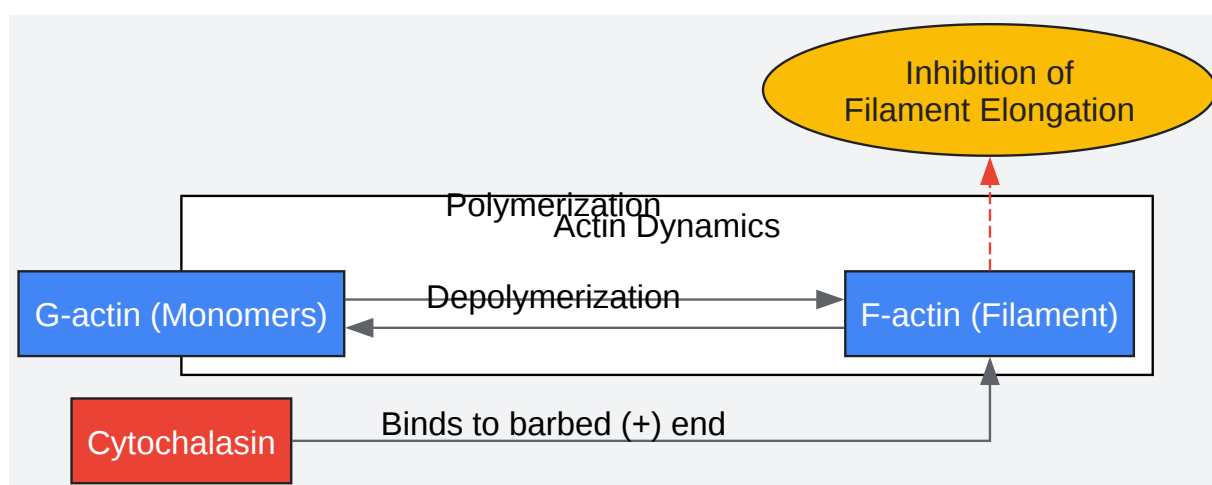 Inhibition of
Filament Elongation
Polymerization
Actin Dynamics
Depolymerization
G-actin (Monomers)
F-actin (Filament)
Binds to barbed (+) end
Cytochalasin